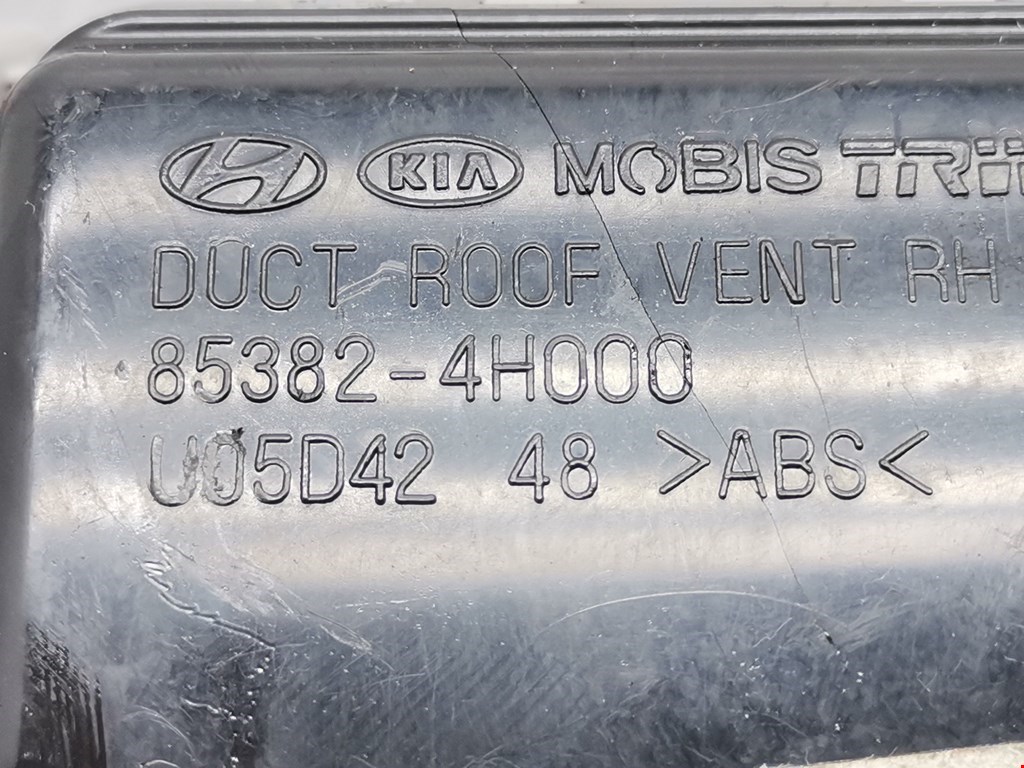 KIA MOBIS
DUCT ROOF VENT RH
85382-4H000
U05D42 48 >ABS<